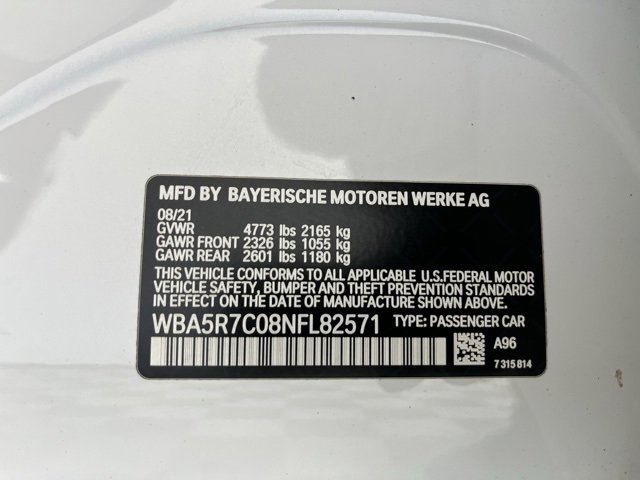 MFD BY BAYERISCHE MOTOREN WERKE AG
08/21
GVWR 4773 lbs 2165 kg
GAWR FRONT 2326 lbs 1055 kg
GAWR REAR 2601 lbs 1180 kg
THIS VEHICLE CONFORMS TO ALL APPLICABLE U.S.FEDERAL MOTOR
VEHICLE SAFETY, BUMPER AND THEFT PREVENTION STANDARDS
IN EFFECT ON THE DATE OF MANUFACTURE SHOWN ABOVE.
WBA5R7C08NFL82571 TYPE: PASSENGER CAR
A96
7 315 814